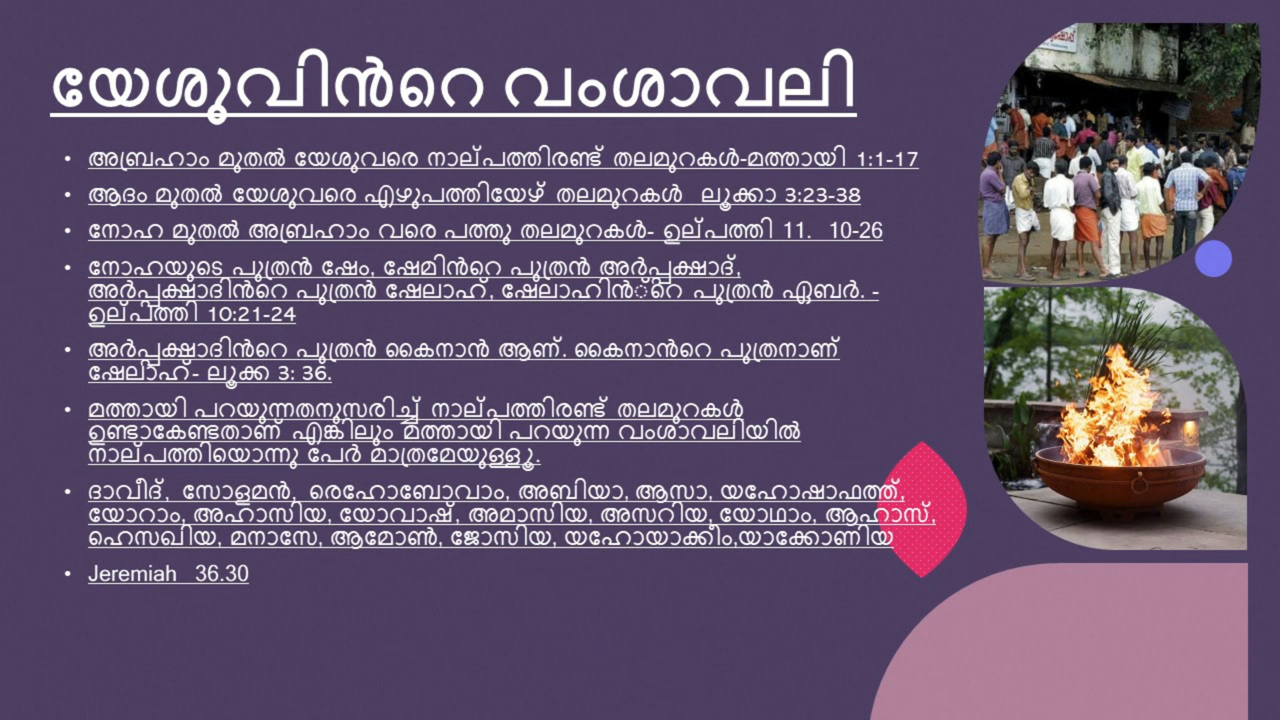 യേശുവിൻറെ വംശാവലി
• അബ്രഹാം മുതൽ യേശുവരെ നാല്പത്തിരണ്ട് തലമുറകൾ-മത്തായി 1:1-17
• ആദം മുതൽ യേശുവരെ എഴുപത്തിയേഴ് തലമുറകൾ ലൂക്കാ 3:23-38
• നോഹ മുതൽ അബ്രഹാം വരെ പത്തു തലമുറകൾ- ഉല്പത്തി 11. 10-26
• നോഹയുടെ പുത്രൻ ഷേം, ഷേമിൻറെ പുത്രൻ അർപ്പക്ഷാദ്,
അർപ്പക്ഷാദിൻറെ പുത്രൻ ഷേലാഹ്, ഷേലാഹിൻ്റെ പുത്രൻ ഏബർ. -
ഉല്പത്തി 10:21-24
• അർപ്പക്ഷാദിൻറെ പുത്രൻ കൈനാൻ ആണ്. കൈനാൻറെ പുത്രനാണ്
ഷേലാഹ്- ലൂക്ക 3: 36.
• മത്തായി പറയുന്നതനുസരിച്ച് നാല്പത്തിരണ്ട് തലമുറകൾ
ഉണ്ടാകേണ്ടതാണ് എങ്കിലും മത്തായി പറയുന്ന വംശാവലിയിൽ
നാല്പത്തിയൊന്നു പേർ മാത്രമേയുള്ളൂ.
• ദാവീദ്, സോളമൻ, രെഹോബോവാം, അബിയാ, ആസാ, യഹോഷാഫത്ത്,
യോറാം, അഹാസിയ, യോവാഷ്, അമാസിയ, അസറിയ, യോഥാം, ആഹാസ്,
ഹെസഖിയ, മനാസേ, ആമോൺ, ജോസിയ, യഹോയാക്കീം,യാക്കോണിയ
• Jeremiah 36.30